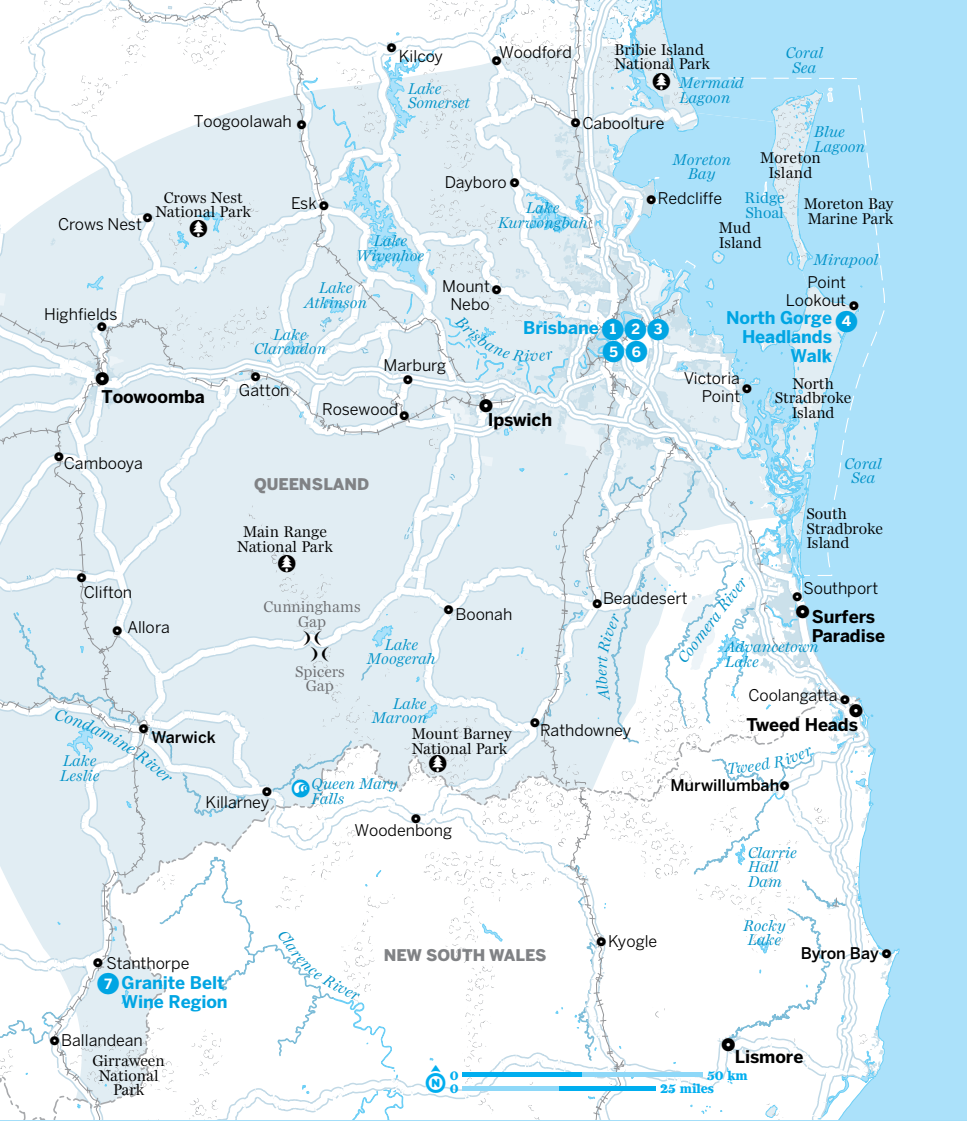 Kilcoy
Woodford
Bribie Island
National Park
Coral
Sea
Mermaid
Lagoon
Lake
Somerset
Toogoolawah
Caboolture
Blue
Lagoon
Moreton
Bay
Moreton
Island
Dayboro
Crows Nest
National Park
Esk
Lake
Kurwongbah
Redcliffe
Ridge
Shoal
Moreton Bay
Marine Park
Crows Nest
Mud
Island
Lake
Wivenhoe
Mirapool
Lake
Atkinson
Mount
Nebo
Point
Lookout
Highfields
Brisbane 1 2 3
5 6
North Gorge 4
Headlands
Walk
Lake
Clarendon
Brisbane River
Marburg
Toowoomba
Gatton
Victoria
Point
North
Stradbroke
Island
Rosewood
Ipswich
Cambooya
Coral
Sea
QUEENSLAND
Main Range
National Park
South
Stradbroke
Island
Clifton
Southport
Cunninghams
Gap
Boonah
Beaudesert
Surfers
Paradise
Allora
Lake
Moogerah
Albert River
Coomera River
Advancetown
Lake
Spicers
Gap
Coolangatta
Tweed Heads
Lake
Maroon
Condamine River
Warwick
Mount Barney
National Park
Rathdowney
Lake
Leslie
Tweed River
Queen Mary
Falls
Murwillumbah
Killarney
Woodenbong
Clarrie
Hall
Dam
Clarence River
Rocky
Lake
Kyogle
NEW SOUTH WALES
Byron Bay
Stanthorpe
7 Granite Belt
Wine Region
Ballandean
Girraween
National
Park
Lismore
N
0 50 km
0 25 miles